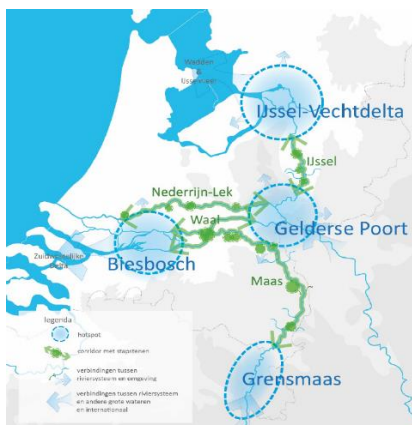 Wadden
&
IJsselmeer
IJssel-Vechtdelta
IJssel
Nederrijn-Lek
Waal
Gelderse Poort
Zuidwestelijke
delta
Biesbosch
Maas
Grensmaas
legenda
hotspot
corridor met stapstenen
verbindingen tussen
riviersysteem en omgeving
verbindingen tussen riviersysteem
en andere grote wateren
en internationaal